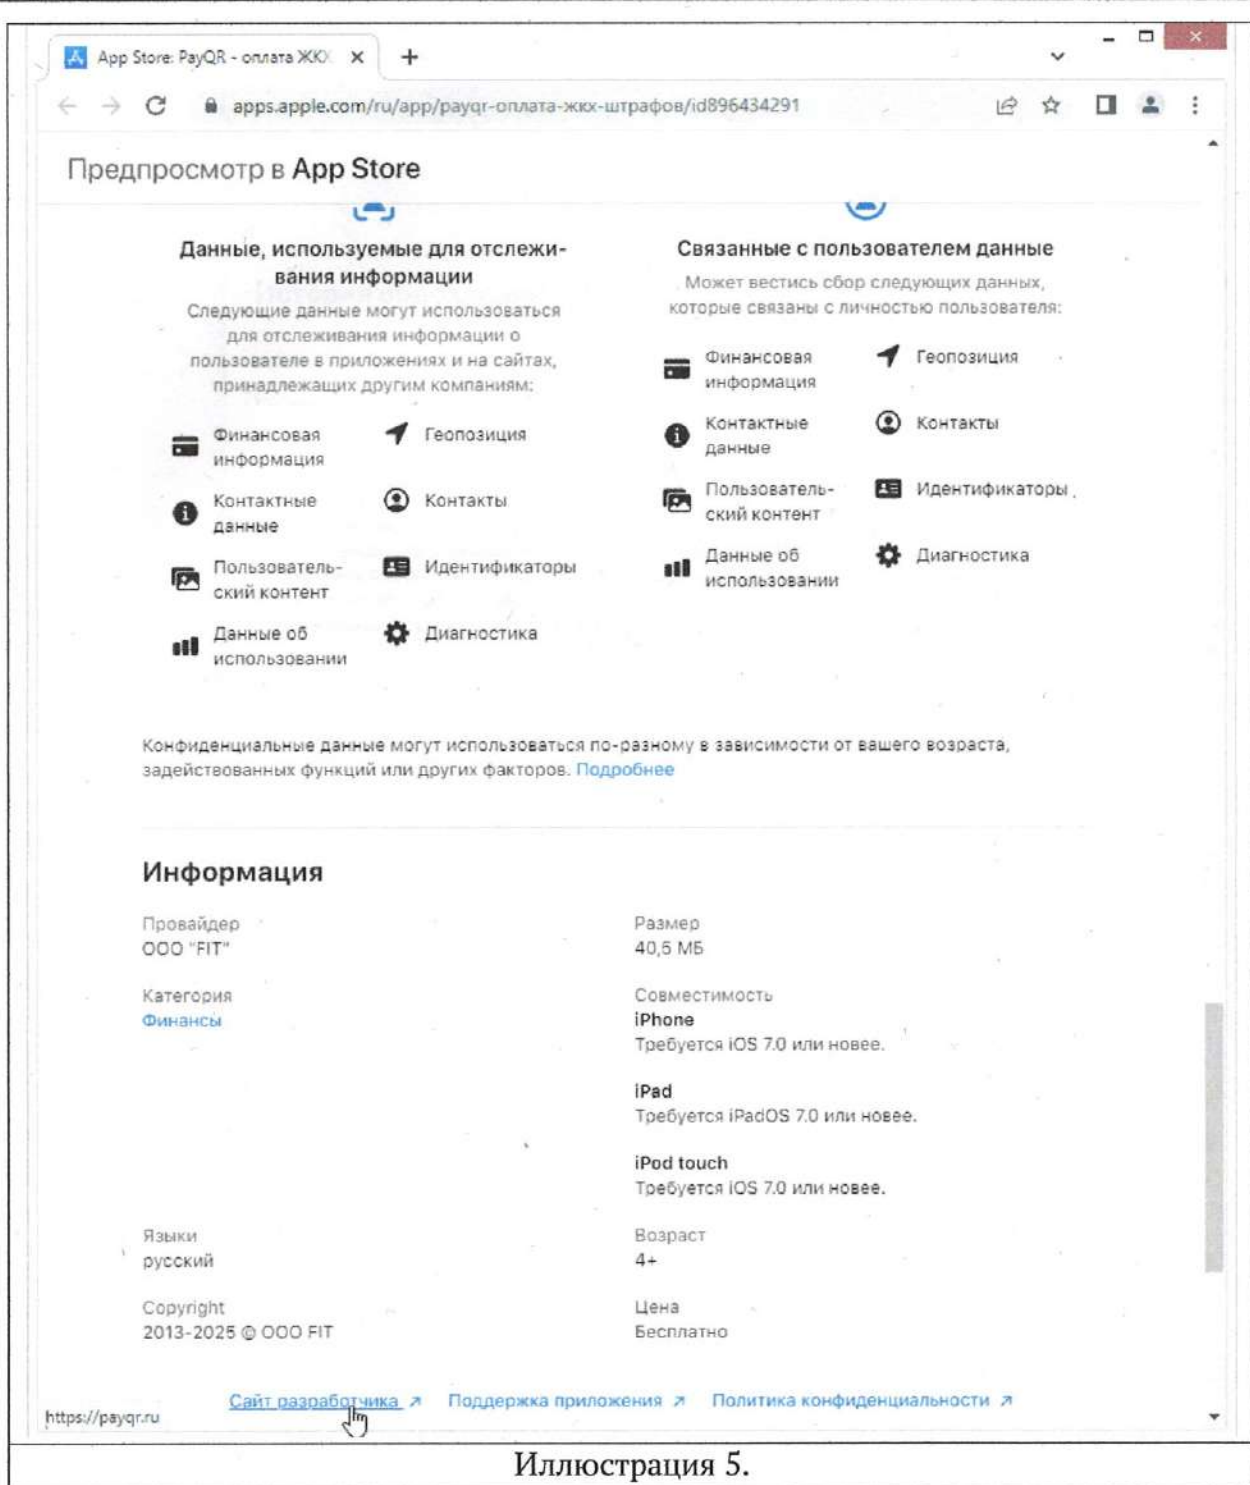 App Store: PayQR - оплата ЖКХ
apps.apple.com/ru/app/payqr-оплата-жкх-штрафов/id896434291
Предпросмотр в App Store
Данные, используемые для отслежи-
вания информации
Следующие данные могут использоваться
для отслеживания информации о
пользователе в приложениях и на сайтах,
принадлежащих другим компаниям:
Финансовая
информация
Геопозиция
Контактные
данные
Контакты
Пользователь-
ский контент
Идентификаторы
Данные об
использовании
Диагностика
Связанные с пользователем данные
Может вестись сбор следующих данных,
которые связаны с личностью пользователя:
Финансовая
информация
Геопозиция
Контактные
данные
Контакты
Пользователь-
ский контент
Идентификаторы
Данные об
использовании
Диагностика
Конфиденциальные данные могут использоваться по-разному в зависимости от вашего возраста,
задействованных функций или других факторов. Подробнее
Информация
Провайдер
ООО "FIT"
Размер
40,5 МБ
Категория
Финансы
Совместимость
iPhone
Требуется iOS 7.0 или новее.
iPad
Требуется iPadOS 7.0 или новее.
iPod touch
Требуется iOS 7.0 или новее.
Языки
русский
Возраст
4+
Copyright
2013-2025 © ООО FIT
Цена
Бесплатно
Сайт разработчика
Поддержка приложения
Политика конфиденциальности
https://payqr.ru
Иллюстрация 5.